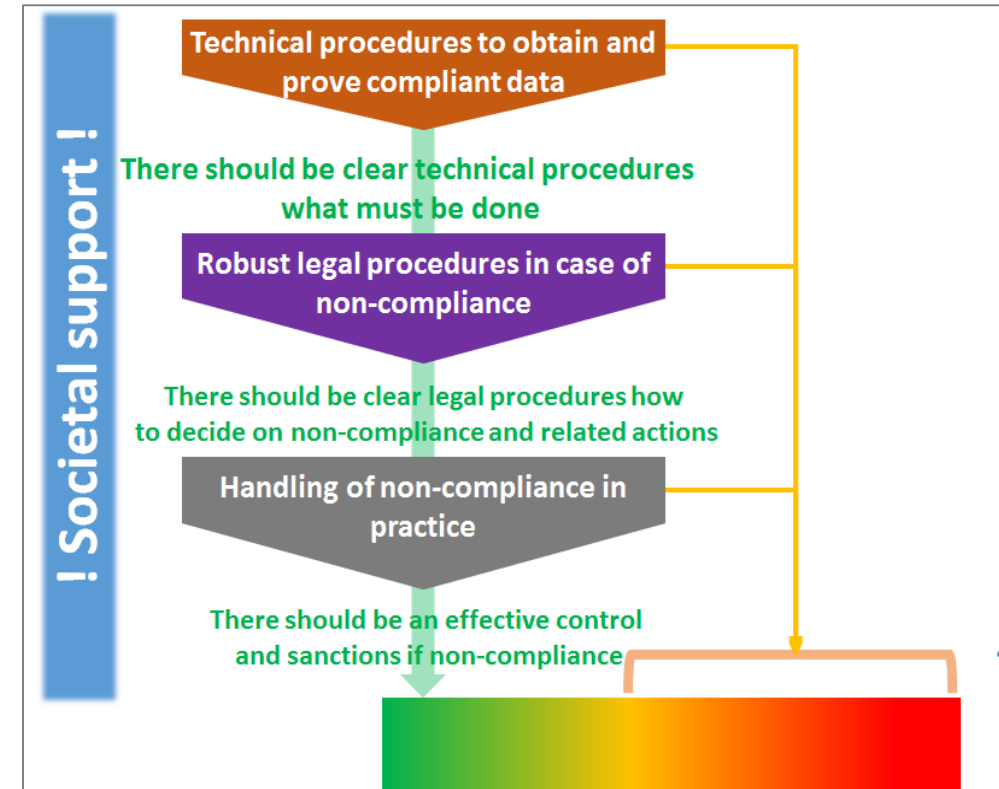 ! Societal support !
Technical procedures to obtain and
prove compliant data
There should be clear technical procedures
what must be done
Robust legal procedures in case of
non-compliance
There should be clear legal procedures how
to decide on non-compliance and related actions
Handling of non-compliance in
practice
There should be an effective control
and sanctions if non-compliance